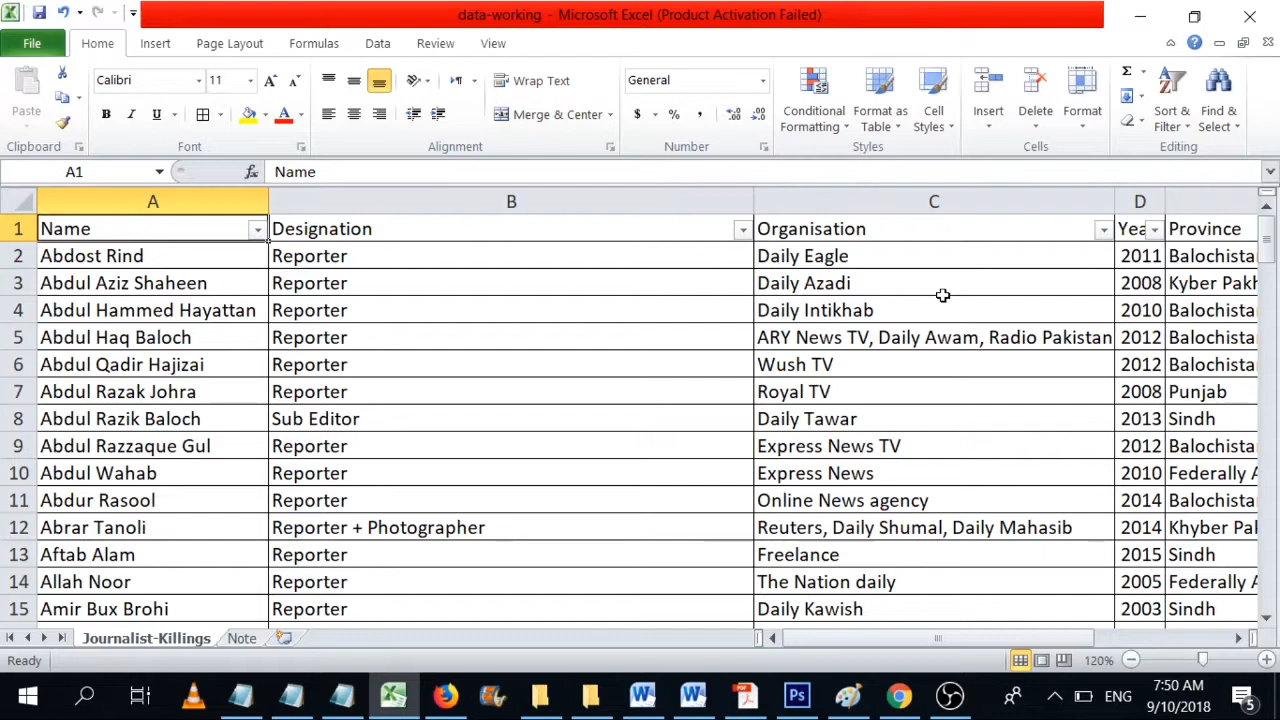 data-working - Microsoft Excel (Product Activation Failed)
File Home Insert Page Layout Formulas Data Review View
Paste
Calibri 11
Wrap Text
General
Merge & Center
$ % ,
Conditional Formatting
Format as Table
Cell Styles
Insert
Delete
Format
Sort & Filter
Find & Select
Clipboard Font Alignment Number Styles Cells Editing
A1 fx Name
A B C D
1 Name Designation Organisation Yea Province
2 Abdost Rind Reporter Daily Eagle 2011 Balochista
3 Abdul Aziz Shaheen Reporter Daily Azadi 2008 Kyber Pakh
4 Abdul Hammed Hayattan Reporter Daily Intikhab 2010 Balochista
5 Abdul Haq Baloch Reporter ARY News TV, Daily Awam, Radio Pakistan 2012 Balochista
6 Abdul Qadir Hajizai Reporter Wush TV 2012 Balochista
7 Abdul Razak Johra Reporter Royal TV 2008 Punjab
8 Abdul Razik Baloch Sub Editor Daily Tawar 2013 Sindh
9 Abdul Razzaque Gul Reporter Express News TV 2012 Balochista
10 Abdul Wahab Reporter Express News 2010 Federally A
11 Abdur Rasool Reporter Online News agency 2014 Balochista
12 Abrar Tanoli Reporter + Photographer Reuters, Daily Shumal, Daily Mahasib 2014 Khyber Pak
13 Aftab Alam Reporter Freelance 2015 Sindh
14 Allah Noor Reporter The Nation daily 2005 Federally A
15 Amir Bux Brohi Reporter Daily Kawish 2003 Sindh
Journalist-Killings Note
Ready 120%
ENG 7:50 AM
9/10/2018 5